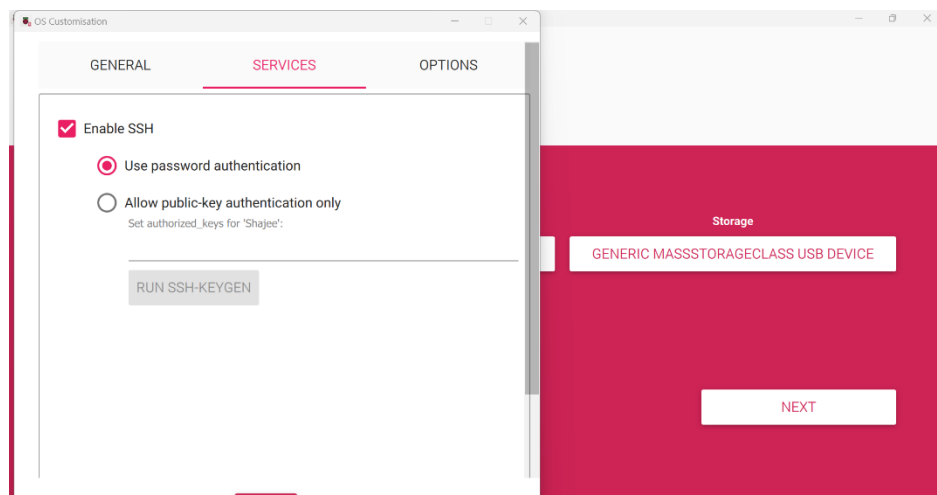 OS Customisation
GENERAL
SERVICES
OPTIONS
Enable SSH
Use password authentication
Allow public-key authentication only
Set authorized_keys for 'Shajee':
RUN SSH-KEYGEN
Storage
GENERIC MASSSTORAGECLASS USB DEVICE
NEXT